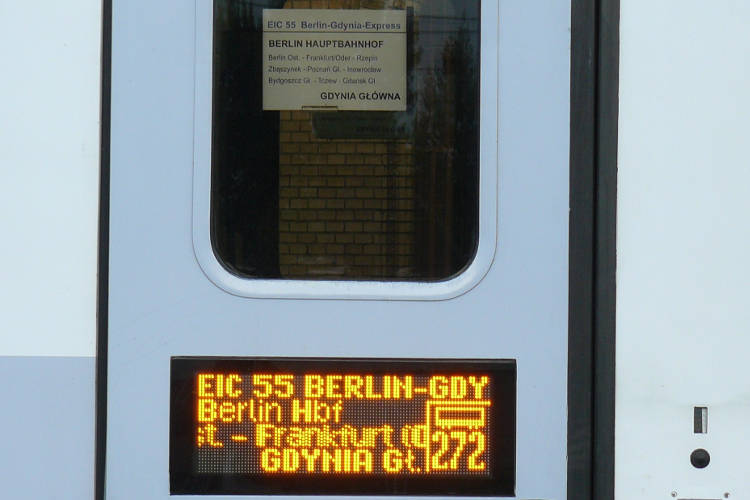 EIC 55 Berlin-Gdynia-Express
BERLIN HAUPTBAHNHOF
Berlin Ost. - Frankfurt/Oder - Rzepin
Zbąszynek - Poznań Gł. - Inowrocław
Bydgoszcz Gł. - Tczew - Gdańsk Gł
GDYNIA GŁÓWNA
EIC 55 BERLIN-GDY
Berlin Hbf
st. - Frankfurt (O
GDYNIA Gł.
272